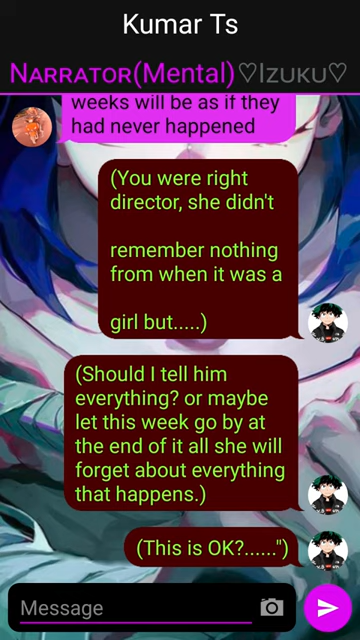 Kumar Ts
Narrator(Mental)♡Izuku♡
weeks will be as if they
had never happened
(You were right
director, she didn't
remember nothing
from when it was a
girl but.....)
(Should I tell him
everything? or maybe
let this week go by at
the end of it all she will
forget about everything
that happens.)
(This is OK?......")
Message